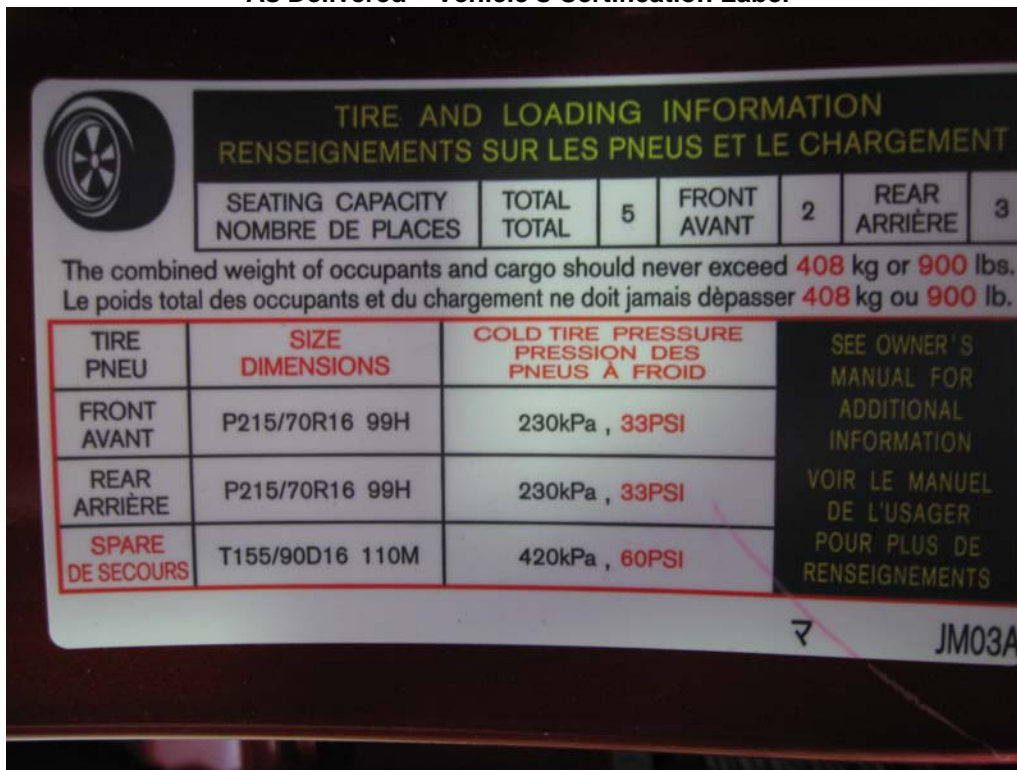 As Delivered – Vehicle's Certification Label
TIRE AND LOADING INFORMATION
RENSEIGNEMENTS SUR LES PNEUS ET LE CHARGEMENT
SEATING CAPACITY
NOMBRE DE PLACES
TOTAL
TOTAL
5
FRONT
AVANT
2
REAR
ARRIÈRE
3
The combined weight of occupants and cargo should never exceed 408 kg or 900 lbs.
Le poids total des occupants et du chargement ne doit jamais dèpasser 408 kg ou 900 lb.
TIRE
PNEU
SIZE
DIMENSIONS
COLD TIRE PRESSURE
PRESSION DES
PNEUS À FROID
FRONT
AVANT
P215/70R16 99H
230kPa , 33PSI
REAR
ARRIÈRE
P215/70R16 99H
230kPa , 33PSI
SPARE
DE SECOURS
T155/90D16 110M
420kPa , 60PSI
SEE OWNER'S
MANUAL FOR
ADDITIONAL
INFORMATION
VOIR LE MANUEL
DE L'USAGER
POUR PLUS DE
RENSEIGNEMENTS
マ JM03A